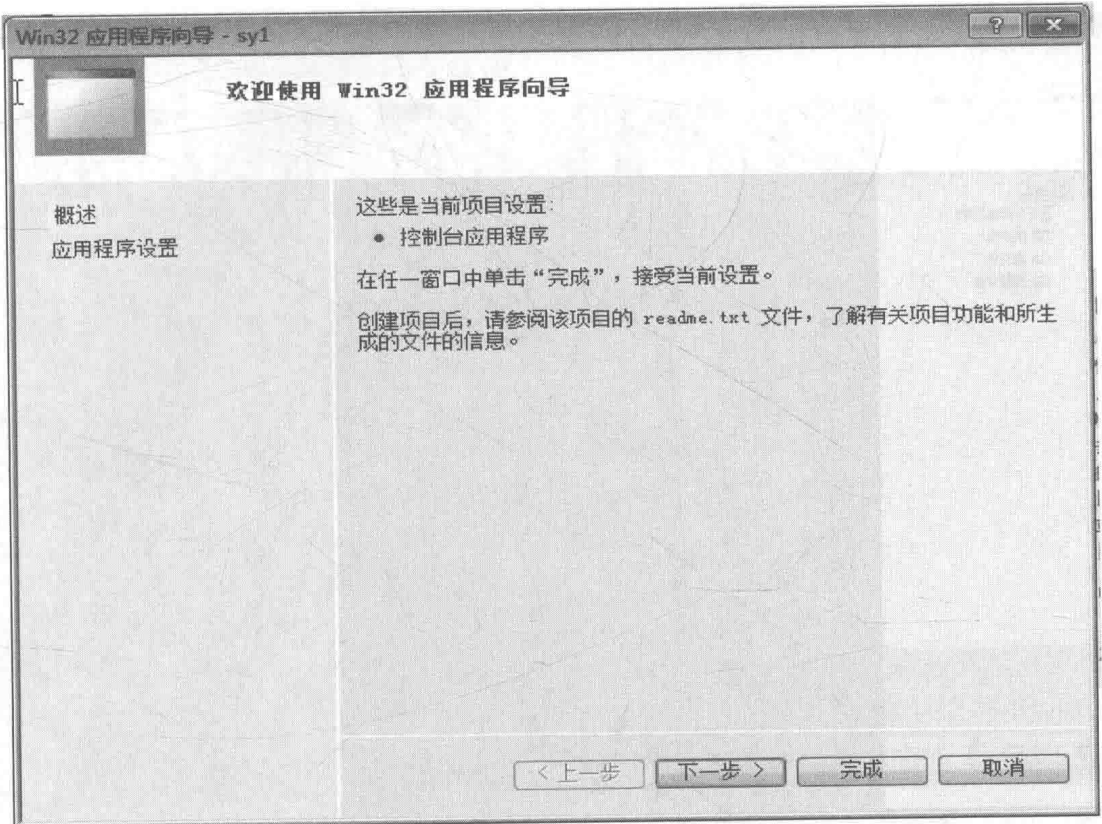 Win32 应用程序向导 - sy1
欢迎使用 Win32 应用程序向导
概述
应用程序设置
这些是当前项目设置:
● 控制台应用程序
在任一窗口中单击“完成”，接受当前设置。
创建项目后，请参阅该项目的 readme.txt 文件，了解有关项目功能和所生
成的文件的信息。
< 上一步
下一步 >
完成
取消